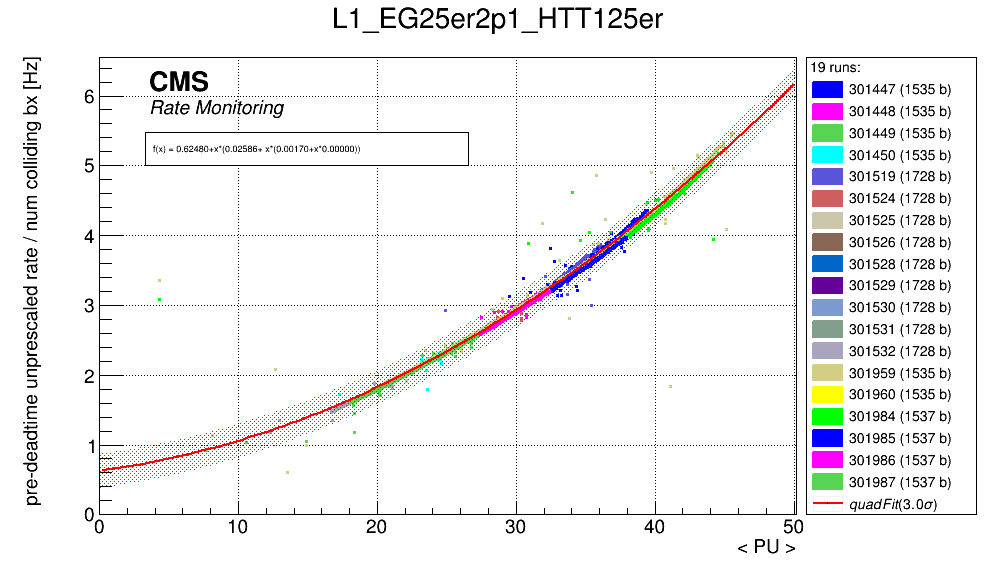 L1_EG25er2p1_HTT125er
pre-deadtime unprescaled rate / num colliding bx [Hz]
CMS
Rate Monitoring
f(x) = 0.62480+x*(0.02586+ x*(0.00170+x*0.00000))
6
5
4
3
2
1
0
0 10 20 30 40 50
< PU >
19 runs:
301447 (1535 b)
301448 (1535 b)
301449 (1535 b)
301450 (1535 b)
301519 (1728 b)
301524 (1728 b)
301525 (1728 b)
301526 (1728 b)
301528 (1728 b)
301529 (1728 b)
301530 (1728 b)
301531 (1728 b)
301532 (1728 b)
301959 (1535 b)
301960 (1535 b)
301984 (1537 b)
301985 (1537 b)
301986 (1537 b)
301987 (1537 b)
quadFit(3.0σ)